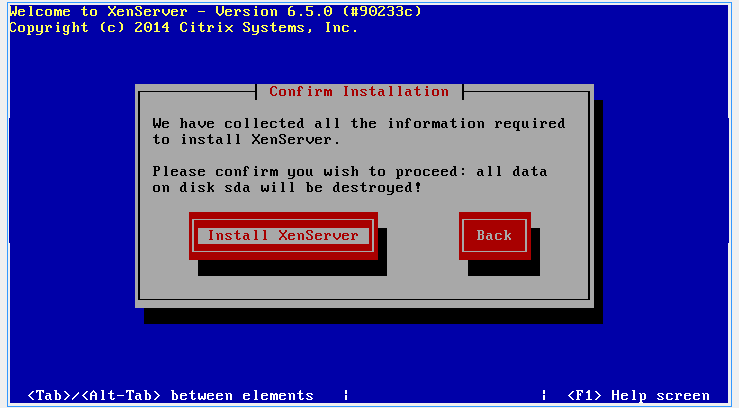 Welcome to XenServer - Version 6.5.0 (#90233c)
Copyright (c) 2014 Citrix Systems, Inc.
Confirm Installation
We have collected all the information required
to install XenServer.
Please confirm you wish to proceed: all data
on disk sda will be destroyed!
Install XenServer
Back
<Tab>/<Alt-Tab> between elements | | <F1> Help screen